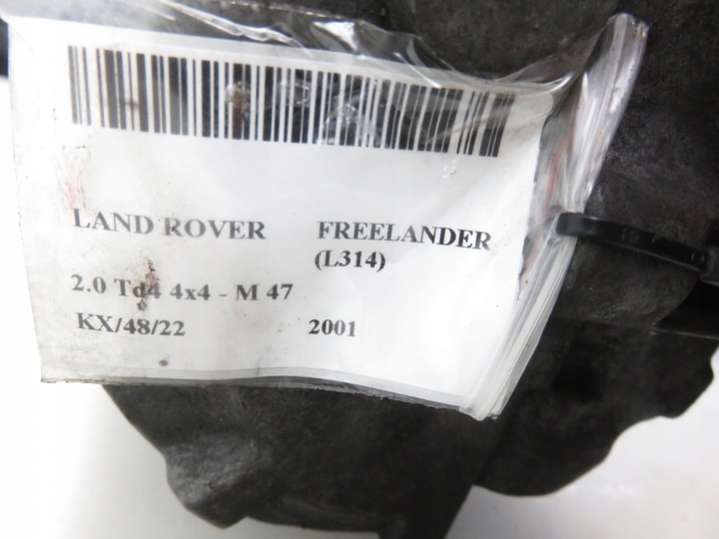 LAND ROVER FREELANDER
(L314)
2.0 Td4 4x4 - M 47
KX/48/22 2001